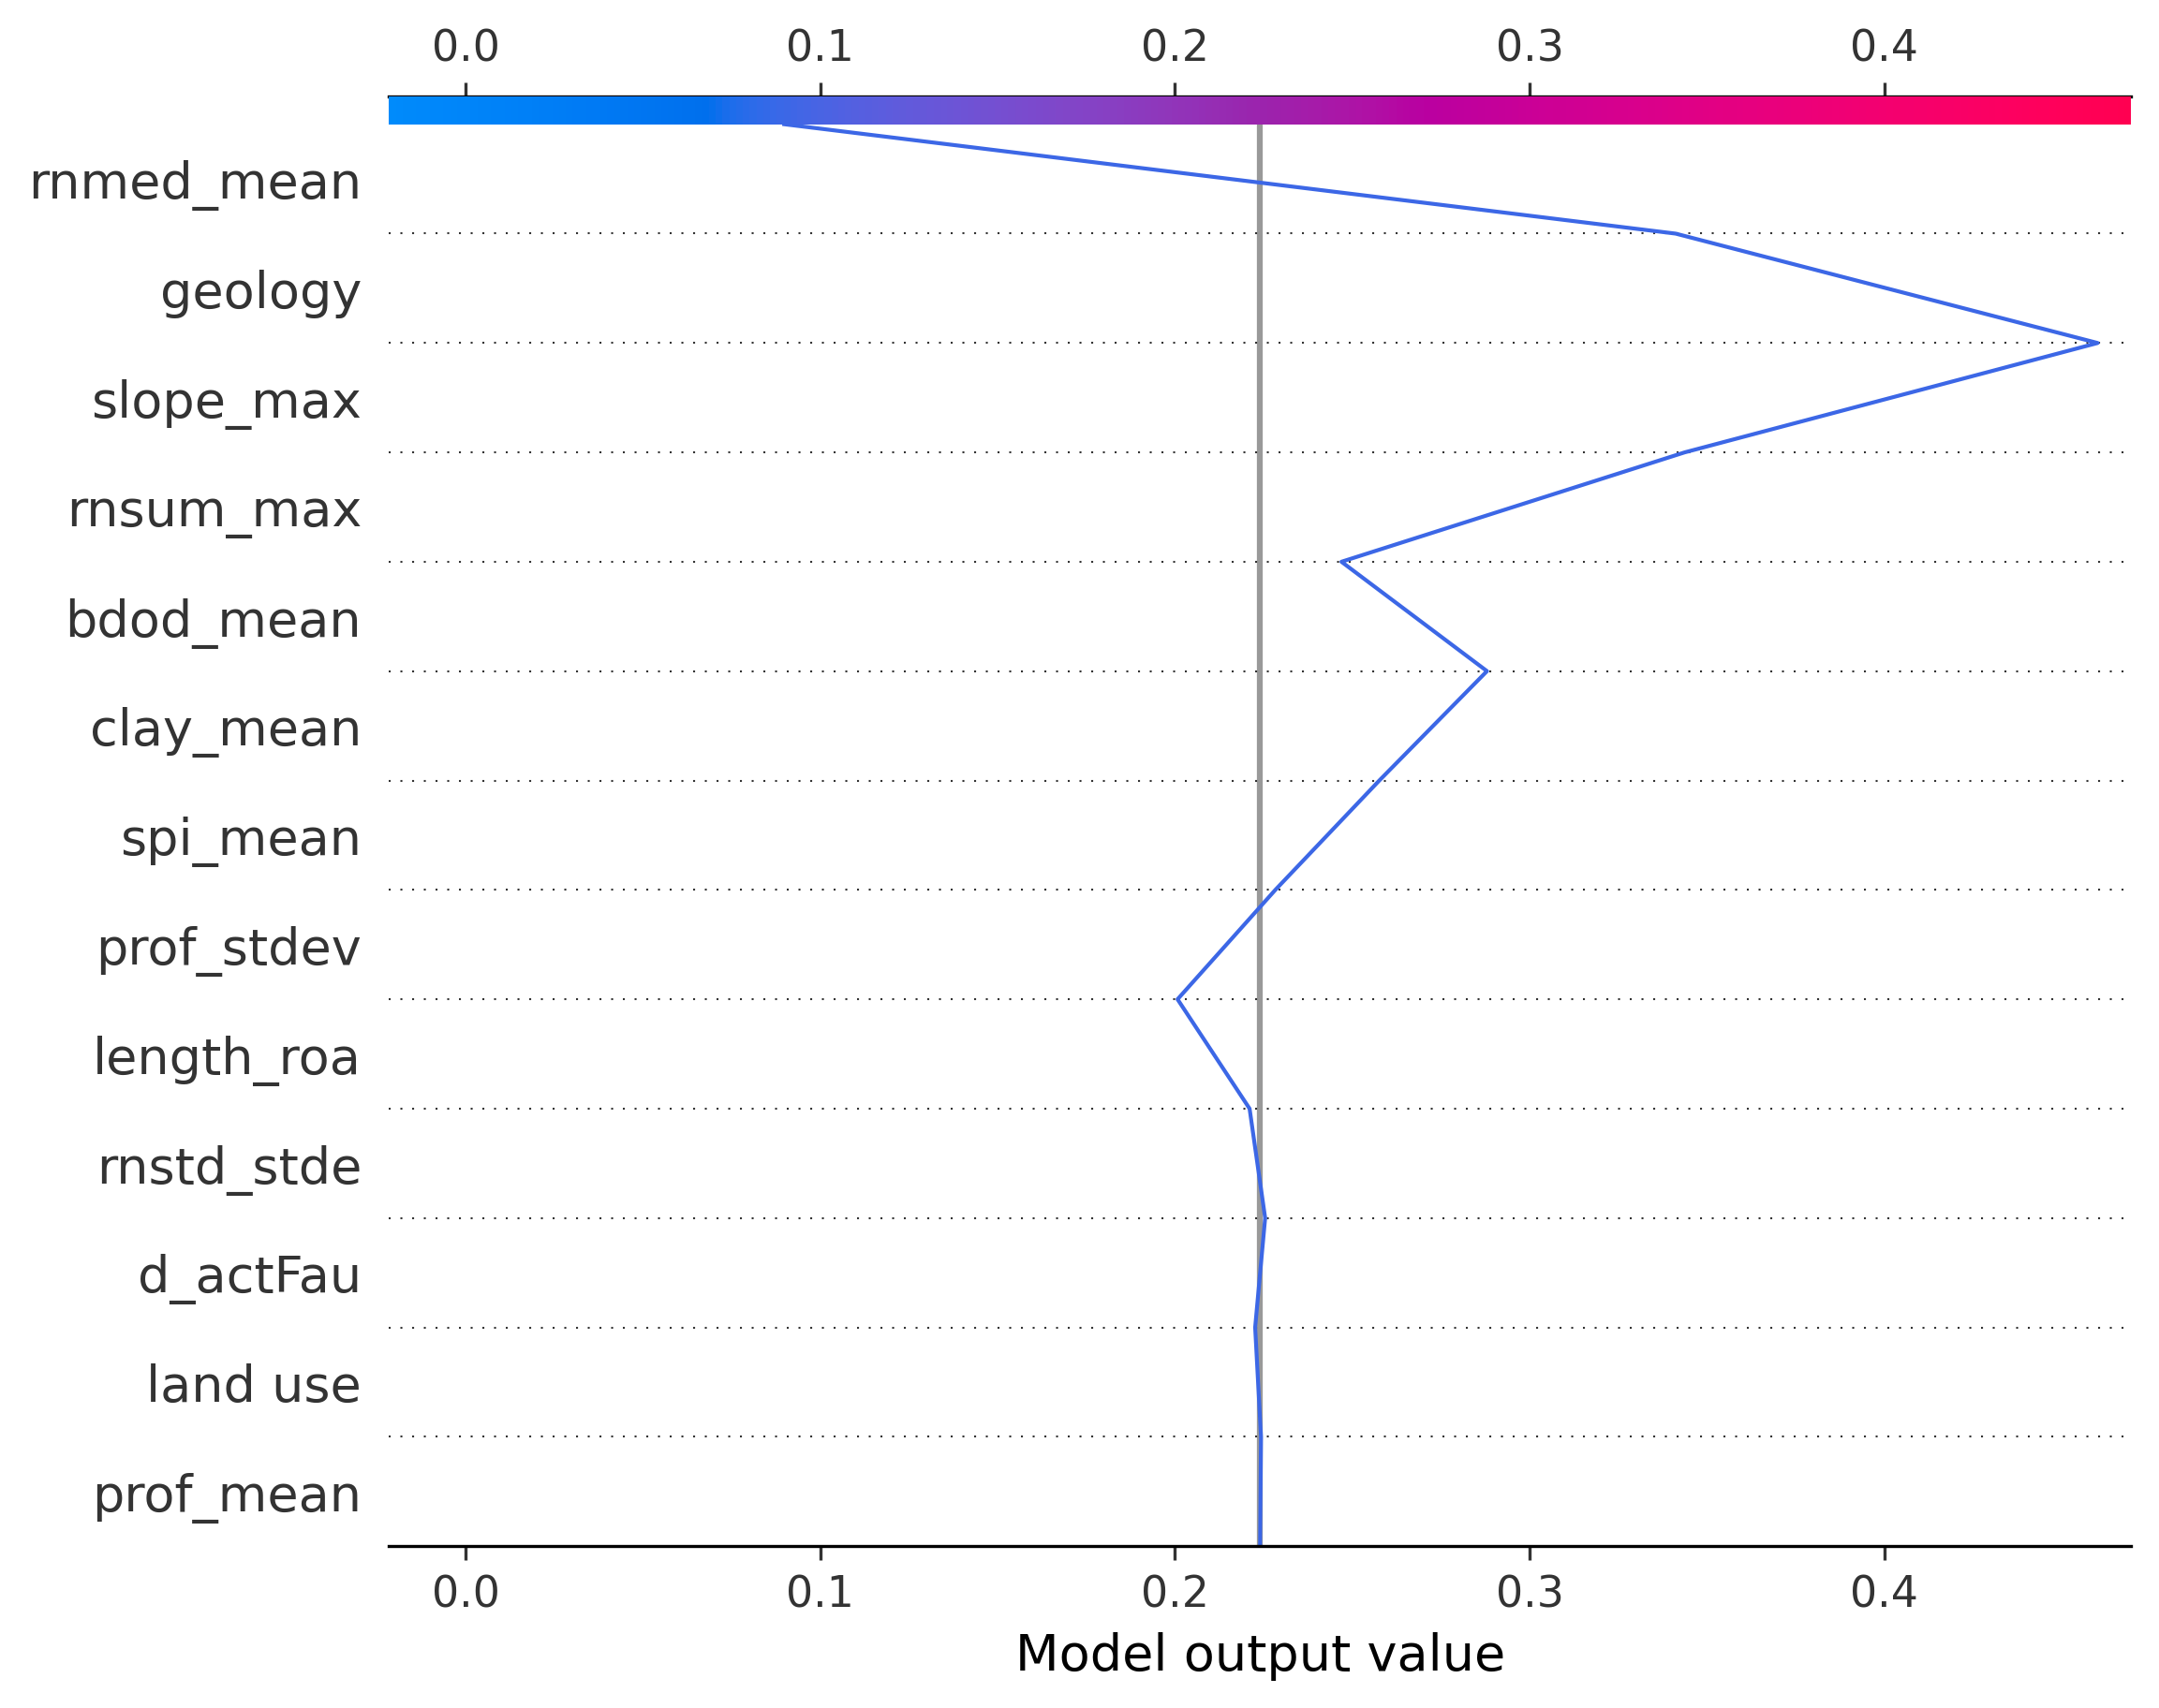 0.0 0.1 0.2 0.3 0.4
rnmed_mean
geology
slope_max
rnsum_max
bdod_mean
clay_mean
spi_mean
prof_stdev
length_roa
rnstd_stde
d_actFau
land use
prof_mean
0.0 0.1 0.2 0.3 0.4
Model output value